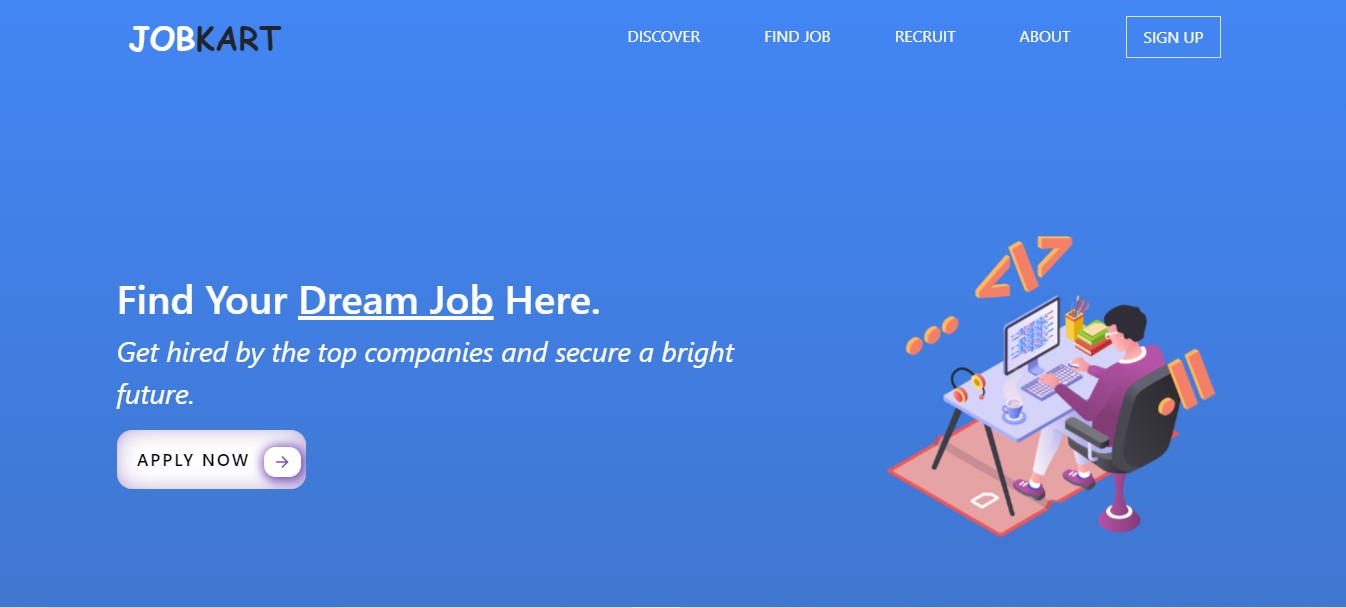 JOBKART
DISCOVER
FIND JOB
RECRUIT
ABOUT
SIGN UP
Find Your Dream Job Here.
Get hired by the top companies and secure a bright
future.
APPLY NOW